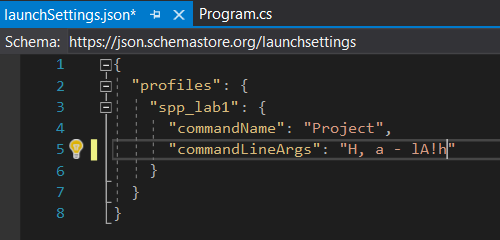 launchSettings.json* Program.cs
Schema: https://json.schemastore.org/launchsettings
1 {
2 "profiles": {
3 "spp_lab1": {
4 "commandName": "Project",
5 "commandLineArgs": "H, a - lA!h"
6 }
7 }
8 }